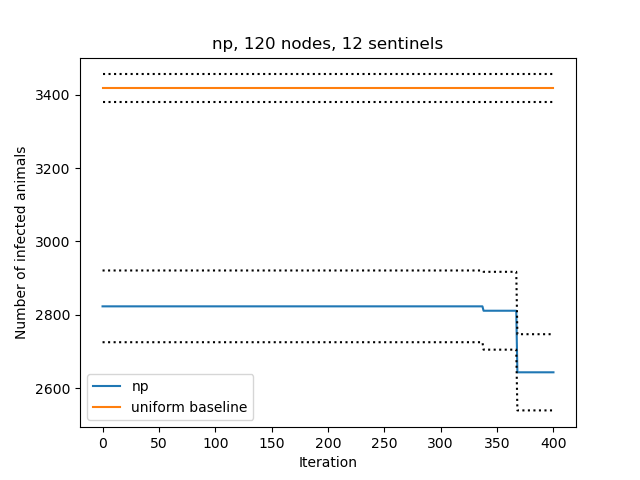 np, 120 nodes, 12 sentinels
Number of infected animals
3400
3200
3000
2800
2600
np
uniform baseline
0 50 100 150 200 250 300 350 400
Iteration